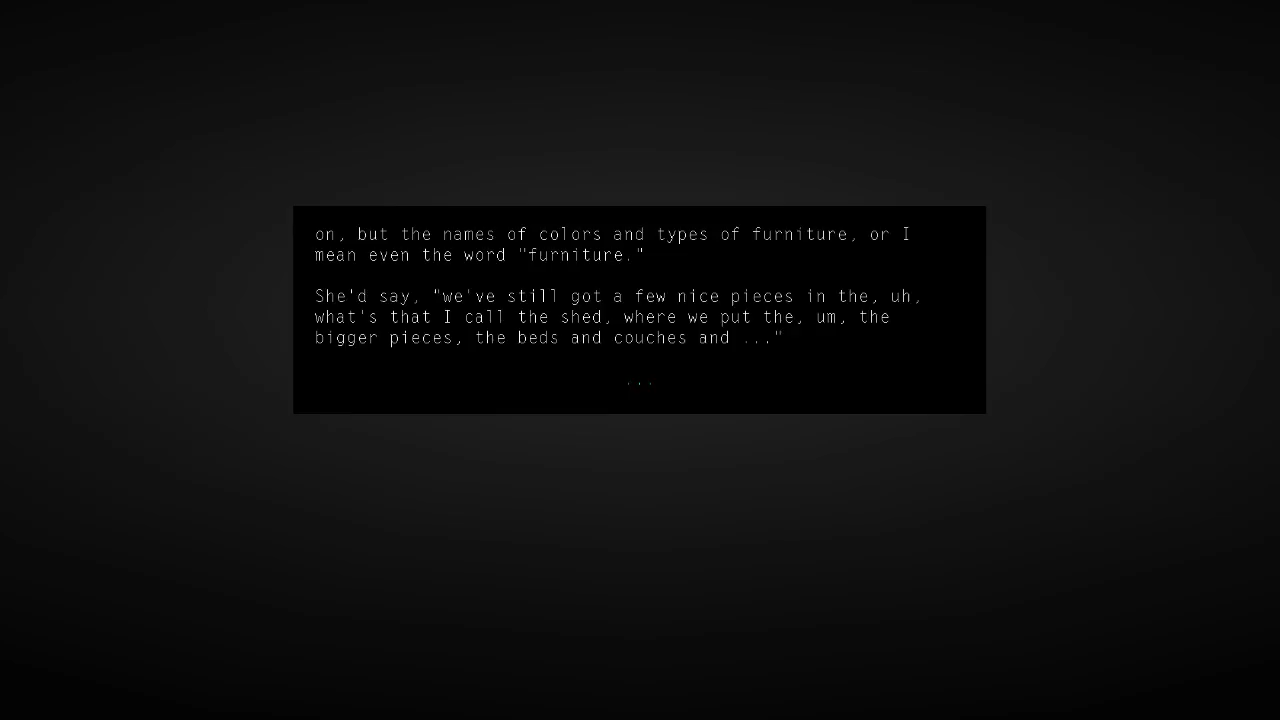 on, but the names of colors and types of furniture, or I
mean even the word "furniture."
She'd say, "we've still got a few nice pieces in the, uh,
what's that I call the shed, where we put the, um, the
bigger pieces, the beds and couches and ..."
...